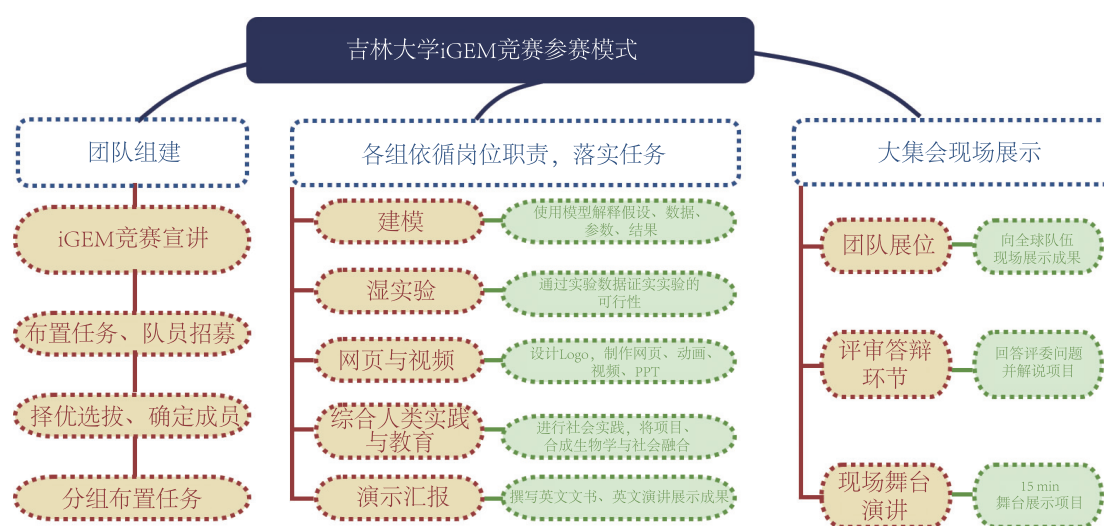 吉林大学iGEM竞赛参赛模式
团队组建
iGEM竞赛宣讲
布置任务、队员招募
择优选拔、确定成员
分组布置任务
各组依循岗位职责，落实任务
建模
使用模型解释假设、数据、
参数、结果
湿实验
通过实验数据证实实验的
可行性
网页与视频
设计Logo，制作网页、动画、
视频、PPT
综合人类实践
与教育
进行社会实践，将项目、
合成生物学与社会融合
演示汇报
撰写英文文书、英文演讲展示成果
大集会现场展示
团队展位
向全球队伍
现场展示成果
评审答辩
环节
回答评委问题
并解说项目
现场舞台
演讲
15 min
舞台展示项目